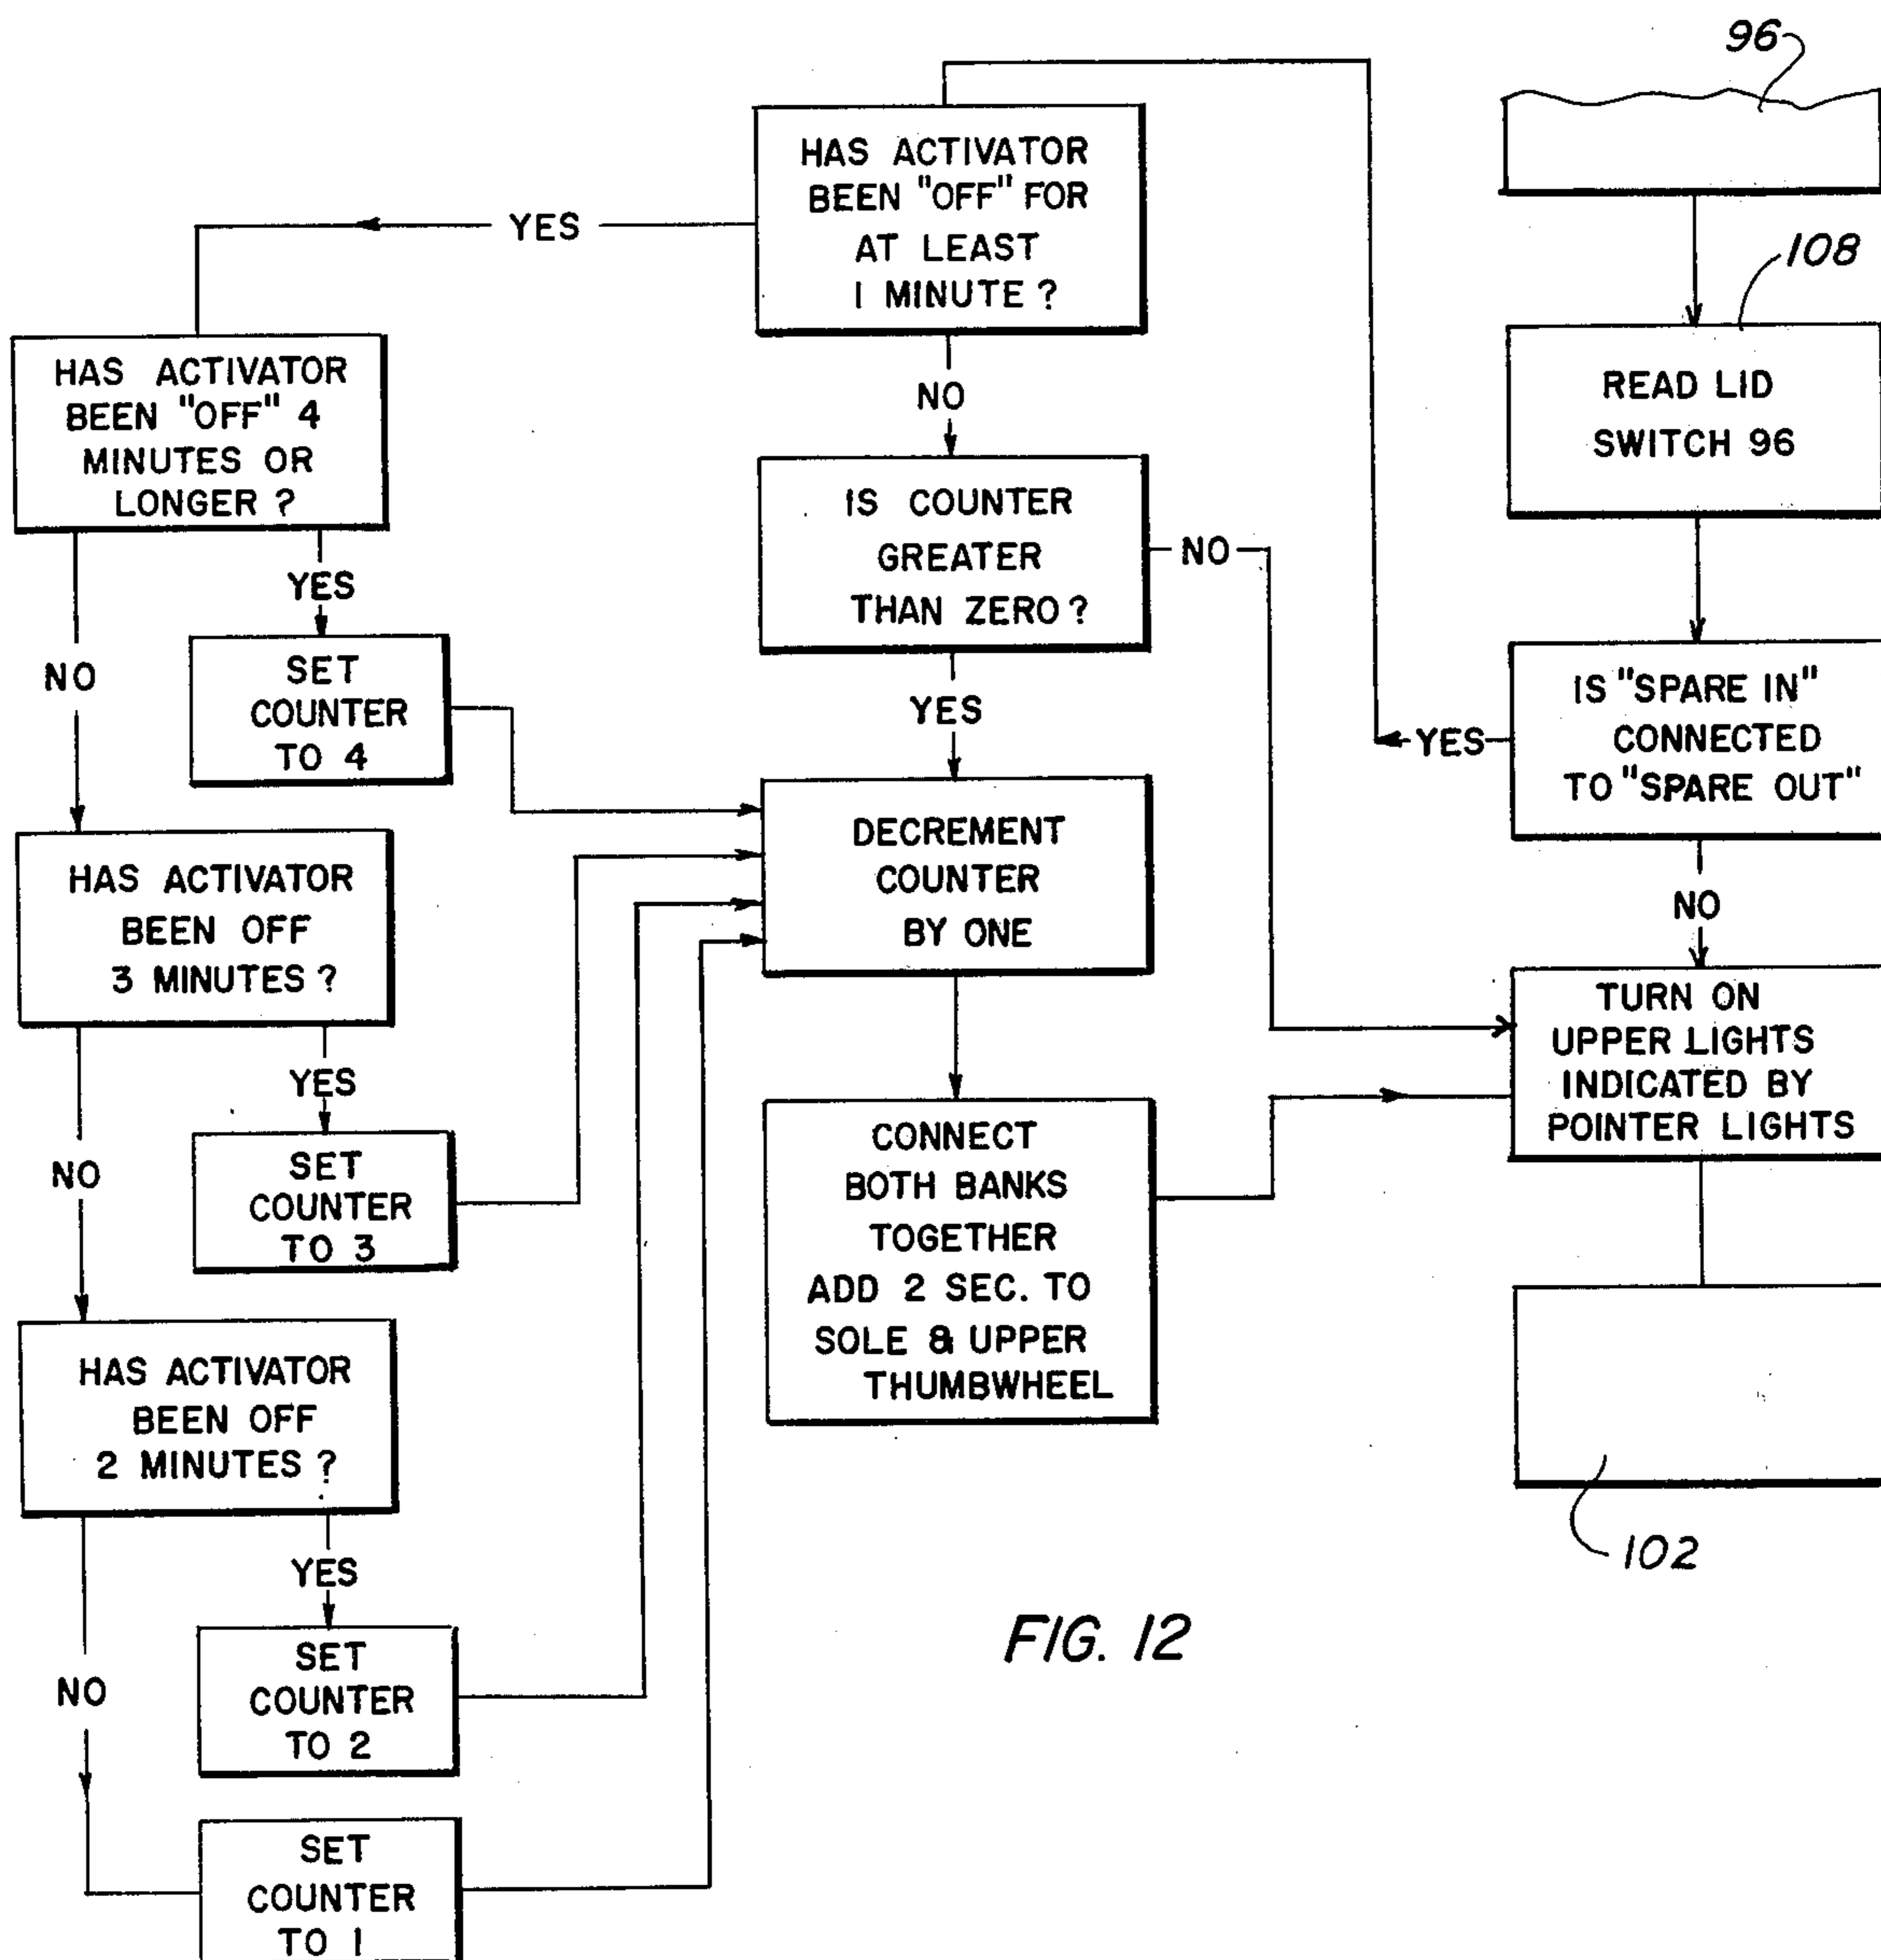 96
108
READ LID
SWITCH 96
IS "SPARE IN"
CONNECTED
TO "SPARE OUT"
YES
NO
TURN ON
UPPER LIGHTS
INDICATED BY
POINTER LIGHTS
102
HAS ACTIVATOR
BEEN "OFF" FOR
AT LEAST
1 MINUTE ?
YES
NO
IS COUNTER
GREATER
THAN ZERO ?
NO
YES
DECREMENT
COUNTER
BY ONE
CONNECT
BOTH BANKS
TOGETHER
ADD 2 SEC. TO
SOLE & UPPER
THUMBWHEEL
HAS ACTIVATOR
BEEN "OFF" 4
MINUTES OR
LONGER ?
YES
NO
SET
COUNTER
TO 4
HAS ACTIVATOR
BEEN OFF
3 MINUTES ?
YES
NO
SET
COUNTER
TO 3
HAS ACTIVATOR
BEEN OFF
2 MINUTES ?
YES
NO
SET
COUNTER
TO 2
SET
COUNTER
TO 1
FIG. 12